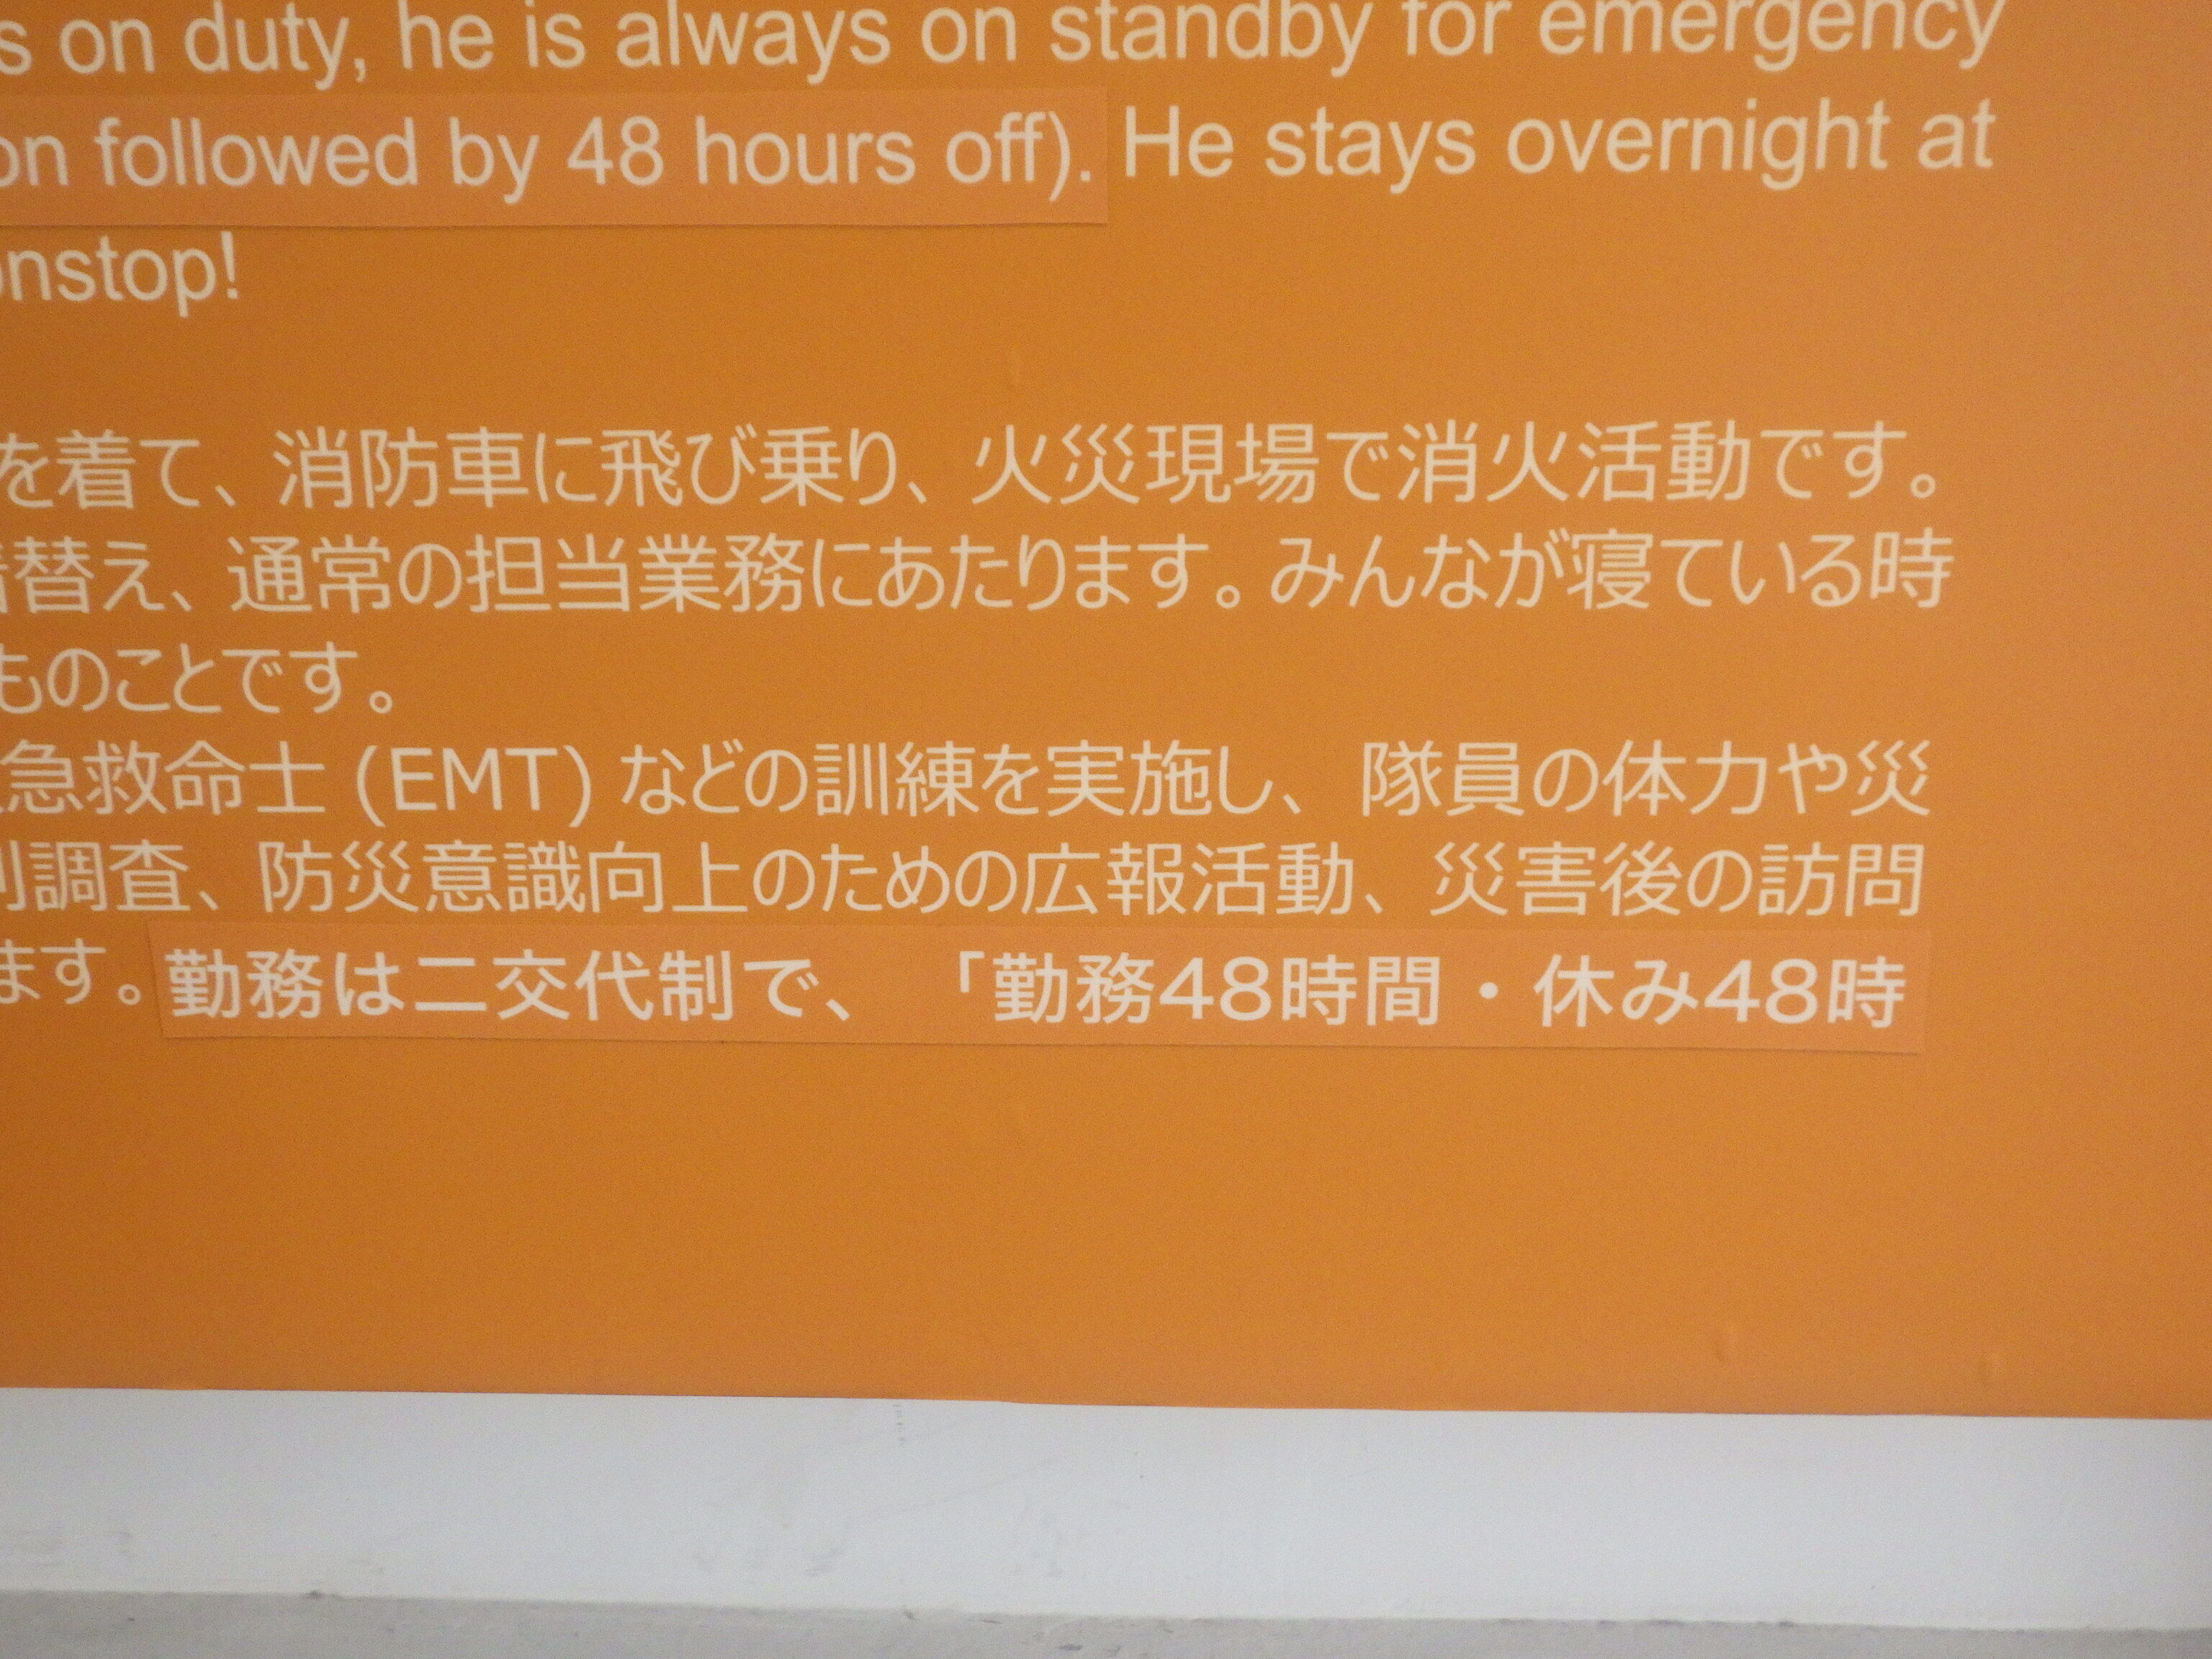 s on duty, he is always on standby for emergency
on followed by 48 hours off). He stays overnight at
onstop!
を着て、消防車に飛び乗り、火災現場で消火活動です。
着替え、通常の担当業務にあたります。みんなが寝ている時
ものことです。
急救命士 (EMT) などの訓練を実施し、隊員の体力や災
調査、防災意識向上のための広報活動、災害後の訪問
ます。勤務は二交代制で、「勤務48時間・休み48時